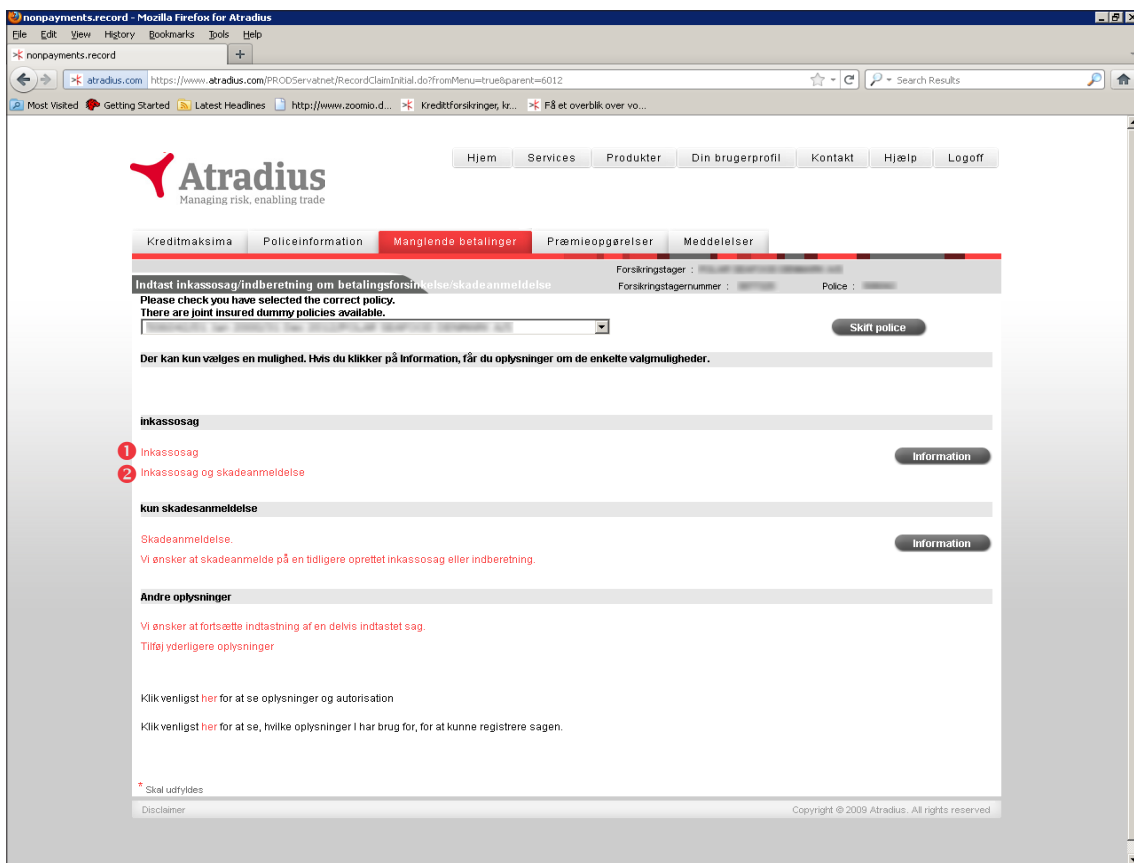 nonpayments.record - Mozilla Firefox for Atradius
File Edit View History Bookmarks Tools Help
nonpayments.record +
atradius.com https://www.atradius.com/PRODServatnet/RecordClaimInitial.do?fromMenu=true&parent=6012 Search Results
Most Visited Getting Started Latest Headlines http://www.zoomio.d... Kredittforsikringer, kr... Få et overblik over vo...
Hjem Services Produkter Din brugerprofil Kontakt Hjælp Logoff
Atradius
Managing risk, enabling trade
Kreditmaksima Policeinformation Manglende betalinger Præmieopgørelser Meddelelser
Forsikringstager :
Indtast inkassosag/indberetning om betalingsforsinkelse/skadeanmeldelse Forsikringstagernummer : Police :
Please check you have selected the correct policy.
There are joint insured dummy policies available.
Skift police
Der kan kun vælges en mulighed. Hvis du klikker på Information, får du oplysninger om de enkelte valgmuligheder.
inkassosag
1 Inkassosag Information
2 Inkassosag og skadeanmeldelse
kun skadesanmeldelse
Skadeanmeldelse. Information
Vi ønsker at skadeanmelde på en tidligere oprettet inkassosag eller indberetning.
Andre oplysninger
Vi ønsker at fortsætte indtastning af en delvis indtastet sag.
Tilføj yderligere oplysninger
Klik venligst her for at se oplysninger og autorisation
Klik venligst her for at se, hvilke oplysninger I har brug for, for at kunne registrere sagen.
* Skal udfyldes
Disclaimer Copyright © 2009 Atradius. All rights reserved